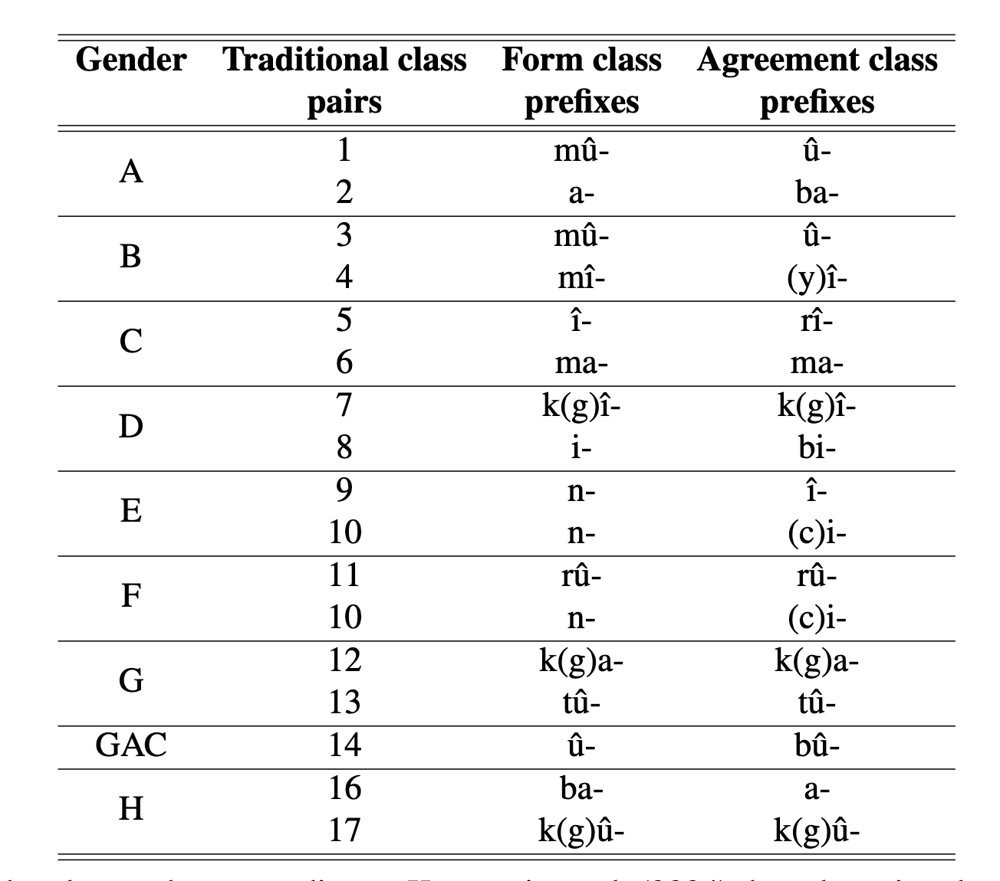 Gender Traditional class Form class Agreement class
pairs prefixes prefixes
A
1 mû- û-
2 a- ba-
B
3 mû- û-
4 mî- (y)î-
C
5 î- rî-
6 ma- ma-
D
7 k(g)î- k(g)î-
8 i- bi-
E
9 n- î-
10 n- (c)i-
F
11 rû- rû-
10 n- (c)i-
G
12 k(g)a- k(g)a-
13 tû- tû-
GAC 14 û- bû-
H
16 ba- a-
17 k(g)û- k(g)û-